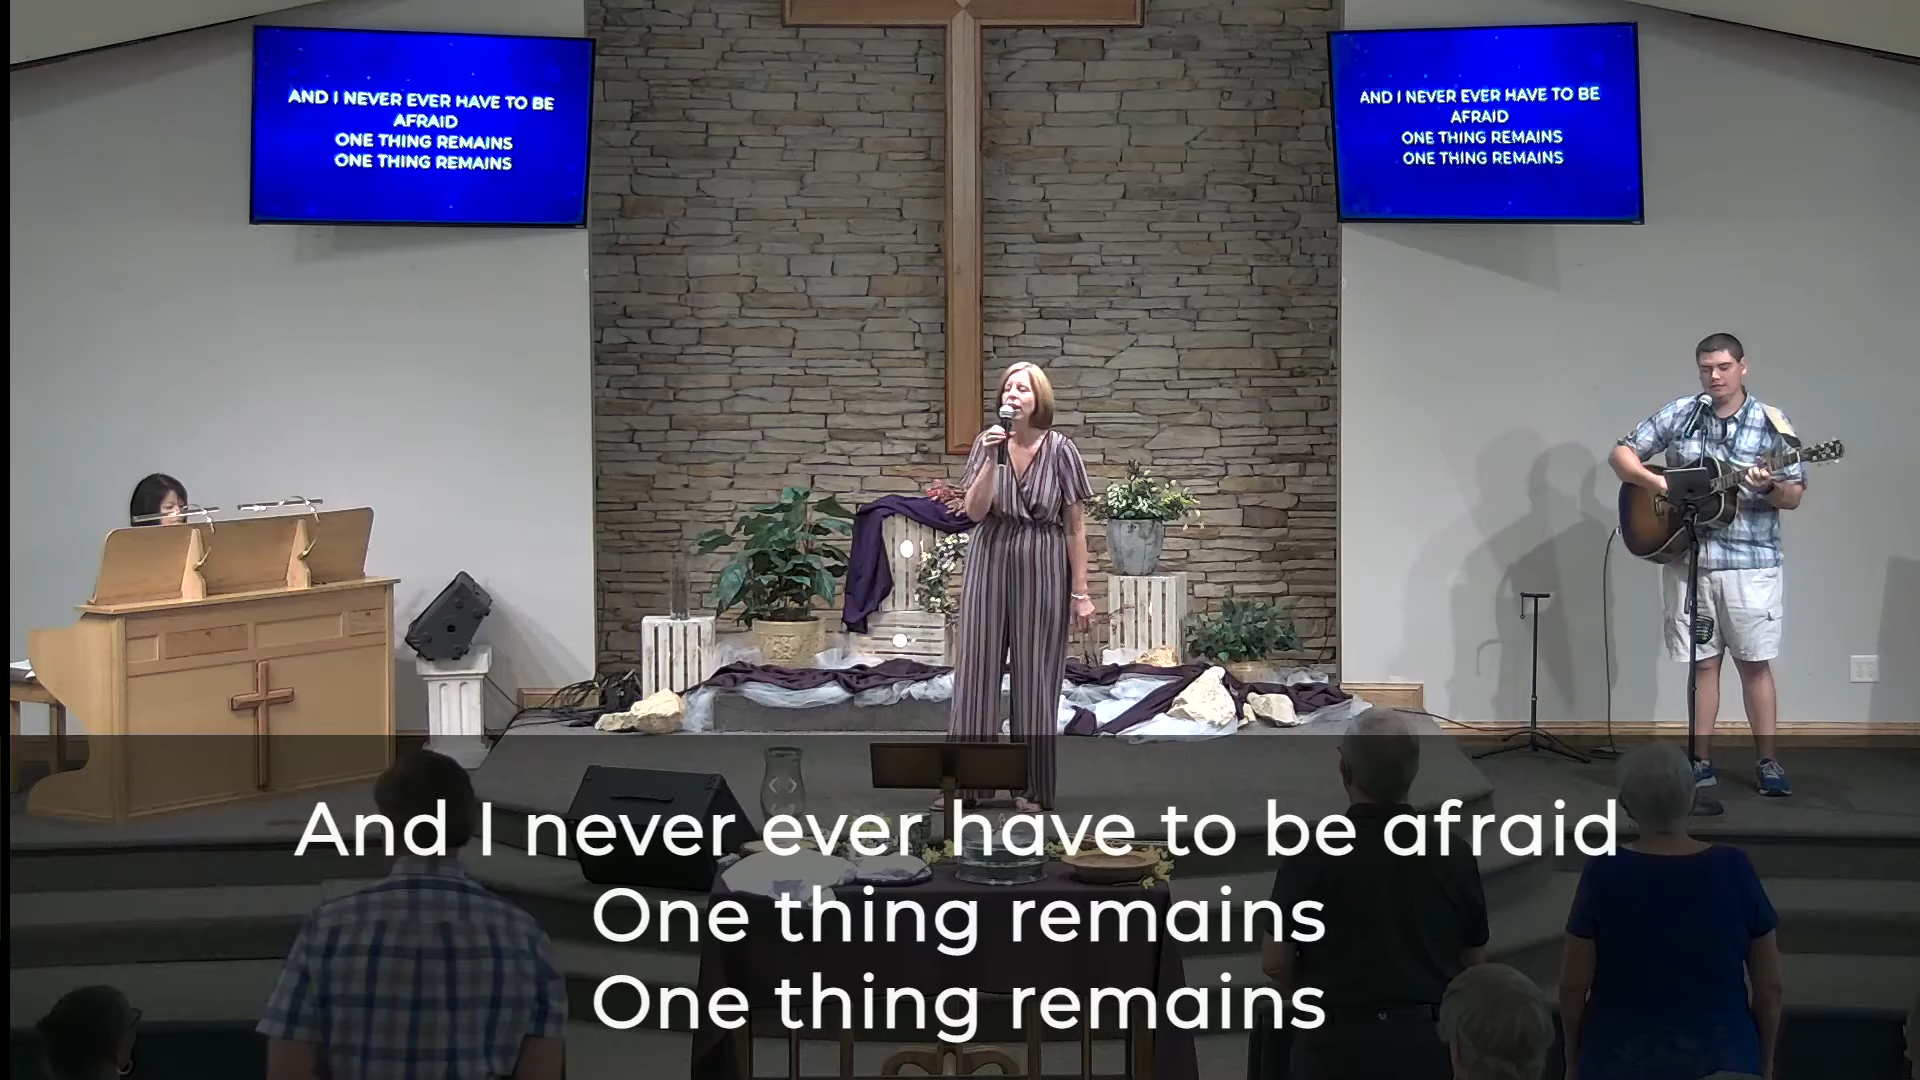 AND I NEVER EVER HAVE TO BE
AFRAID
ONE THING REMAINS
ONE THING REMAINS
AND I NEVER EVER HAVE TO BE
AFRAID
ONE THING REMAINS
ONE THING REMAINS
And I never ever have to be afraid
One thing remains
One thing remains